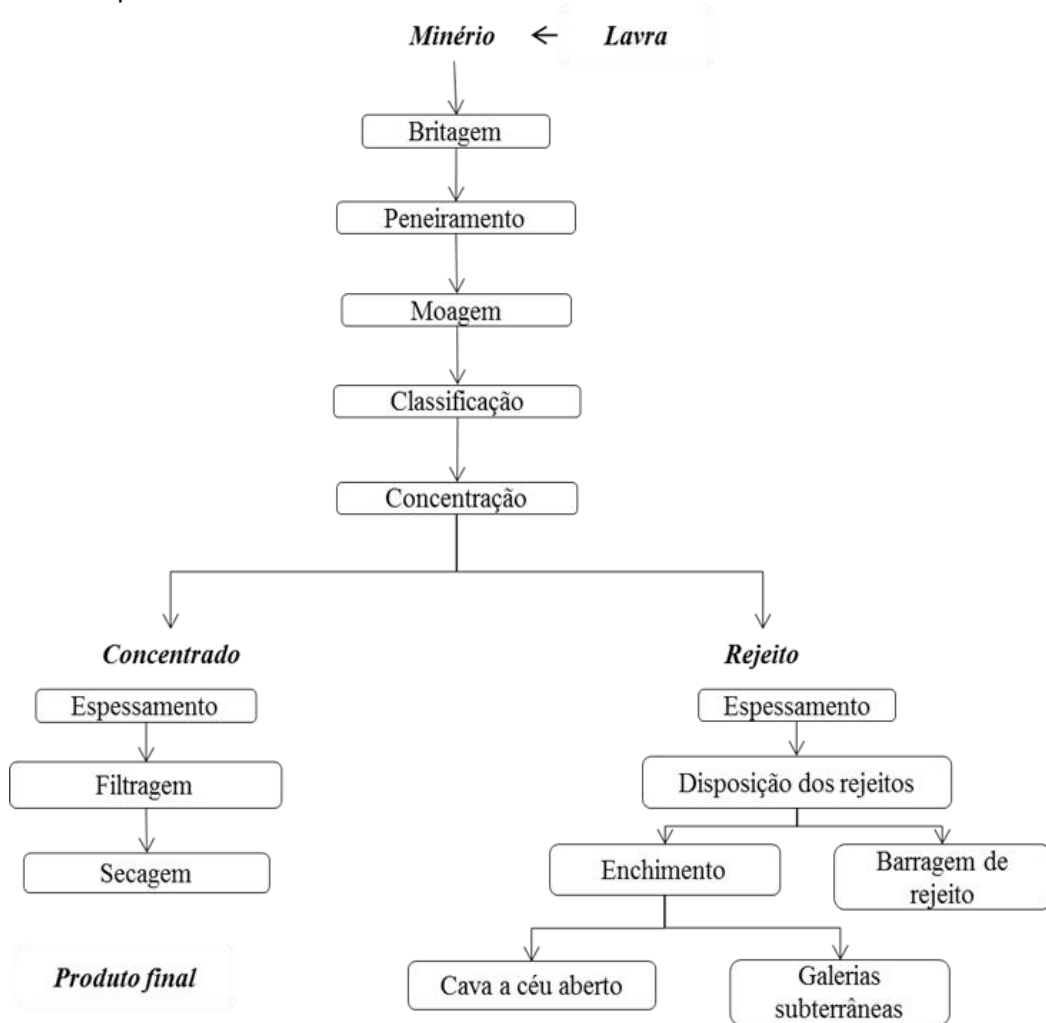 Minério ← Lavra
Britagem
Peneiramento
Moagem
Classificação
Concentração
Concentrado
Rejeito
Espessamento
Espessamento
Filtragem
Disposição dos rejeitos
Secagem
Enchimento
Barragem de
rejeito
Produto final
Cava a céu aberto
Galerias
subterrâneas